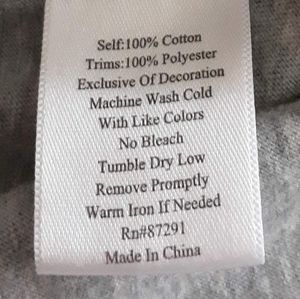 Self:100% Cotton
Trims:100% Polyester
Exclusive Of Decoration
Machine Wash Cold
With Like Colors
No Bleach
Tumble Dry Low
Remove Promptly
Warm Iron If Needed
Rn#87291
Made In China